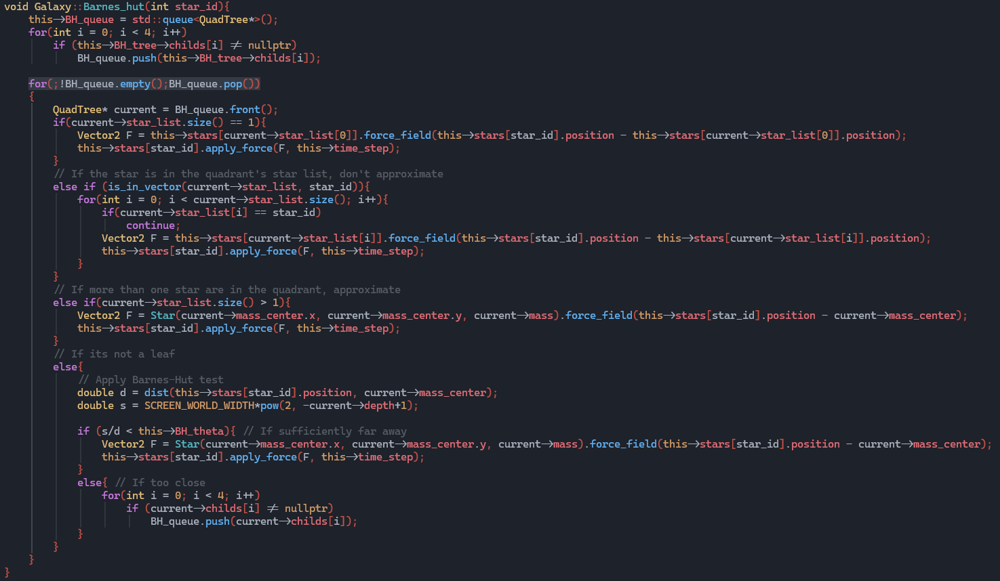 void Galaxy::Barnes_hut(int star_id){
    this->BH_queue = std::queue<QuadTree*>();
    for(int i = 0; i < 4; i++)
        if (this->BH_tree->childs[i] != nullptr)
            BH_queue.push(this->BH_tree->childs[i]);

    for(;!BH_queue.empty();BH_queue.pop())
    {
        QuadTree* current = BH_queue.front();
        if(current->star_list.size() == 1){
            Vector2 F = this->stars[current->star_list[0]].force_field(this->stars[star_id].position - this->stars[current->star_list[0]].position);
            this->stars[star_id].apply_force(F, this->time_step);
        }
        // If the star is in the quadrant's star list, don't approximate
        else if (is_in_vector(current->star_list, star_id)){
            for(int i = 0; i < current->star_list.size(); i++){
                if(current->star_list[i] == star_id)
                    continue;
                Vector2 F = this->stars[current->star_list[i]].force_field(this->stars[star_id].position - this->stars[current->star_list[i]].position);
                this->stars[star_id].apply_force(F, this->time_step);
            }
        }
        // If more than one star are in the quadrant, approximate
        else if(current->star_list.size() > 1){
            Vector2 F = Star(current->mass_center.x, current->mass_center.y, current->mass).force_field(this->stars[star_id].position - current->mass_center);
            this->stars[star_id].apply_force(F, this->time_step);
        }
        // If its not a leaf
        else{
            // Apply Barnes-Hut test
            double d = dist(this->stars[star_id].position, current->mass_center);
            double s = SCREEN_WORLD_WIDTH*pow(2, -current->depth+1);

            if (s/d < this->BH_theta){ // If sufficiently far away
                Vector2 F = Star(current->mass_center.x, current->mass_center.y, current->mass).force_field(this->stars[star_id].position - current->mass_center);
                this->stars[star_id].apply_force(F, this->time_step);
            }
            else{ // If too close
                for(int i = 0; i < 4; i++)
                    if (current->childs[i] != nullptr)
                        BH_queue.push(current->childs[i]);
            }
        }
    }
}